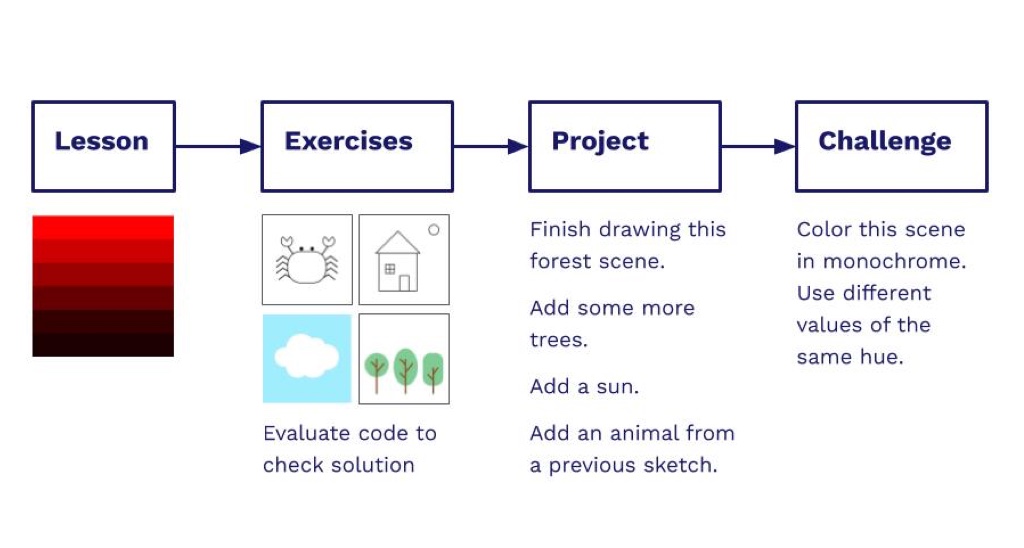 Lesson
Exercises
Project
Challenge
Evaluate code to
check solution
Finish drawing this
forest scene.
Add some more
trees.
Add a sun.
Add an animal from
a previous sketch.
Color this scene
in monochrome.
Use different
values of the
same hue.